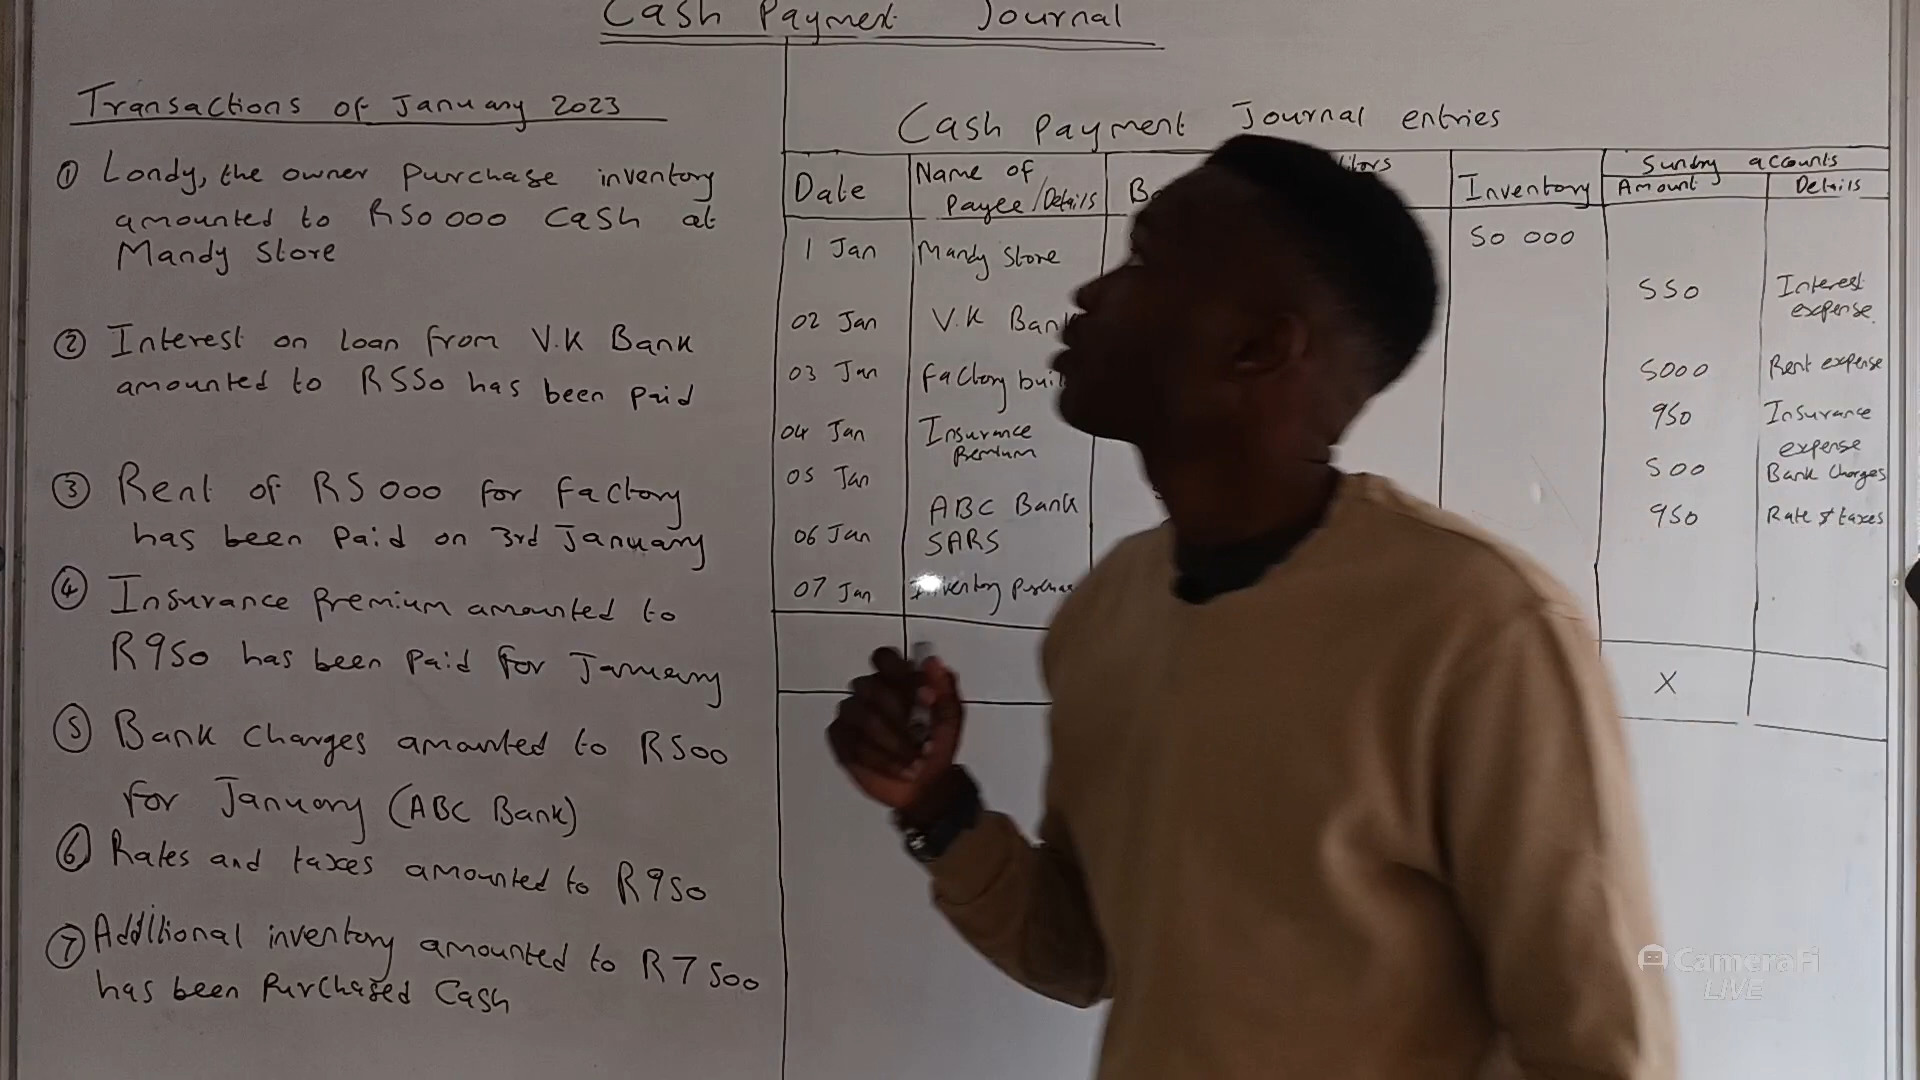 Cash Payment Journal
Transactions of January 2023
① Londy, the owner purchase inventory
amounted to R50 000 cash at
Mandy Store
② Interest on loan from V.K Bank
amounted to R550 has been paid
③ Rent of R5 000 for factory
has been paid on 3rd January
④ Insurance premium amounted to
R950 has been paid for January
⑤ Bank charges amounted to R500
for January (ABC Bank)
⑥ Rates and taxes amounted to R950
⑦ Additional inventory amounted to R7 500
has been purchased cash
Cash Payment Journal entries
Date Name of Payee/Details Inventory Sundry accounts
Amount Details
1 Jan Mandy Store 50 000
02 Jan V.K Bank 550 Interest expense
03 Jan Factory 5000 Rent expense
04 Jan Insurance Premium 950 Insurance expense
05 Jan ABC Bank 500 Bank charges
06 Jan SARS 950 Rate & taxes
07 Jan Inventory
X
CameraFi
LIVE